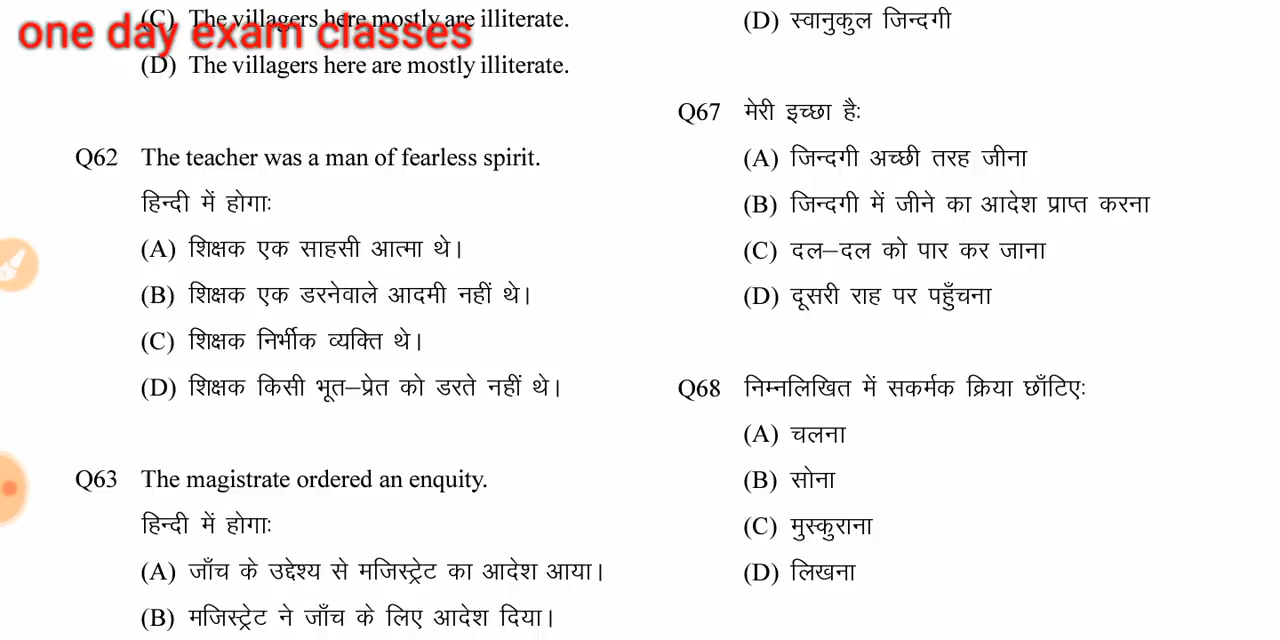 one day exam classes
(C) The villagers here mostly are illiterate.
(D) The villagers here are mostly illiterate.
Q62 The teacher was a man of fearless spirit.
हिन्दी में होगाः
(A) शिक्षक एक साहसी आत्मा थे।
(B) शिक्षक एक डरनेवाले आदमी नहीं थे।
(C) शिक्षक निर्भीक व्यक्ति थे।
(D) शिक्षक किसी भूत–प्रेत को डरते नहीं थे।
Q63 The magistrate ordered an enquity.
हिन्दी में होगाः
(A) जाँच के उद्देश्य से मजिस्ट्रेट का आदेश आया।
(B) मजिस्ट्रेट ने जाँच के लिए आदेश दिया।
(D) स्वानुकुल जिन्दगी
Q67 मेरी इच्छा हैः
(A) जिन्दगी अच्छी तरह जीना
(B) जिन्दगी में जीने का आदेश प्राप्त करना
(C) दल–दल को पार कर जाना
(D) दूसरी राह पर पहुँचना
Q68 निम्नलिखित में सकर्मक क्रिया छाँटिएः
(A) चलना
(B) सोना
(C) मुस्कुराना
(D) लिखना